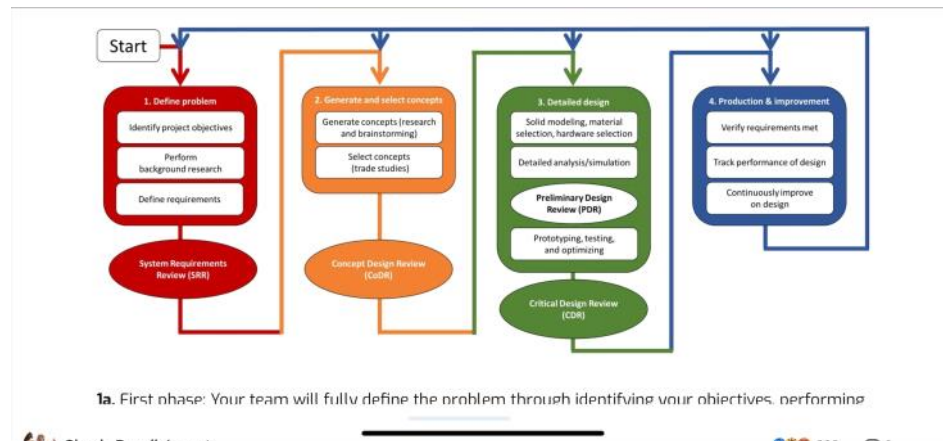 Start
1. Define problem
Identify project objectives
Perform
background research
Define requirements
System Requirements
Review (SRR)
2. Generate and select concepts
Generate concepts (research
and brainstorming)
Select concepts
(trade studies)
Concept Design Review
(CoDR)
3. Detailed design
Solid modeling, material
selection, hardware selection
Detailed analysis/simulation
Preliminary Design
Review (PDR)
Prototyping, testing,
and optimizing
Critical Design Review
(CDR)
4. Production & improvement
Verify requirements met
Track performance of design
Continuously improve
on design
1a. First phase: Your team will fully define the problem through identifying your objectives, performing